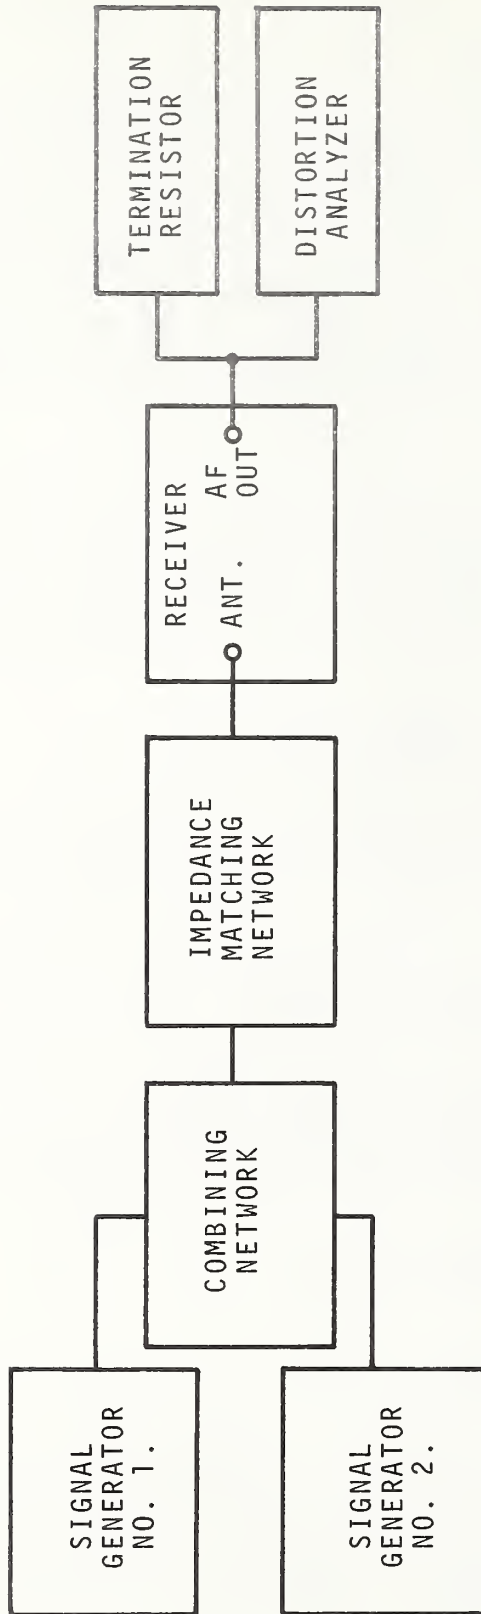 SIGNAL
GENERATOR
NO. 1.
SIGNAL
GENERATOR
NO. 2.
COMBINING
NETWORK
IMPEDANCE
MATCHING
NETWORK
RECEIVER
ANT.
AF
OUT
TERMINATION
RESISTOR
DISTORTION
ANALYZER